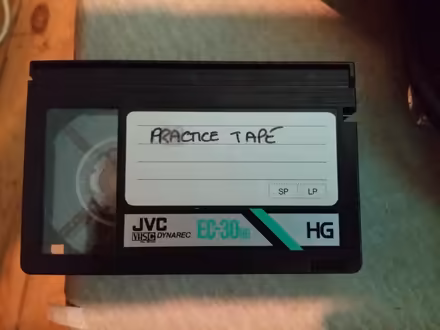 PRACTICE TAPE
SP LP
JVC EC-30 HG
VHS C DYNAREC